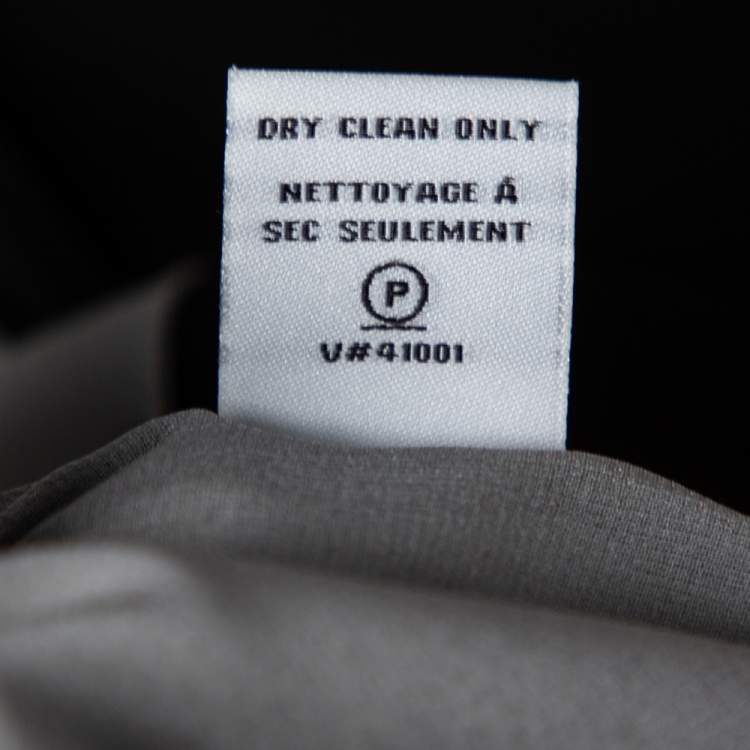 DRY CLEAN ONLY
NETTOYAGE À
SEC SEULEMENT
P
V#41001